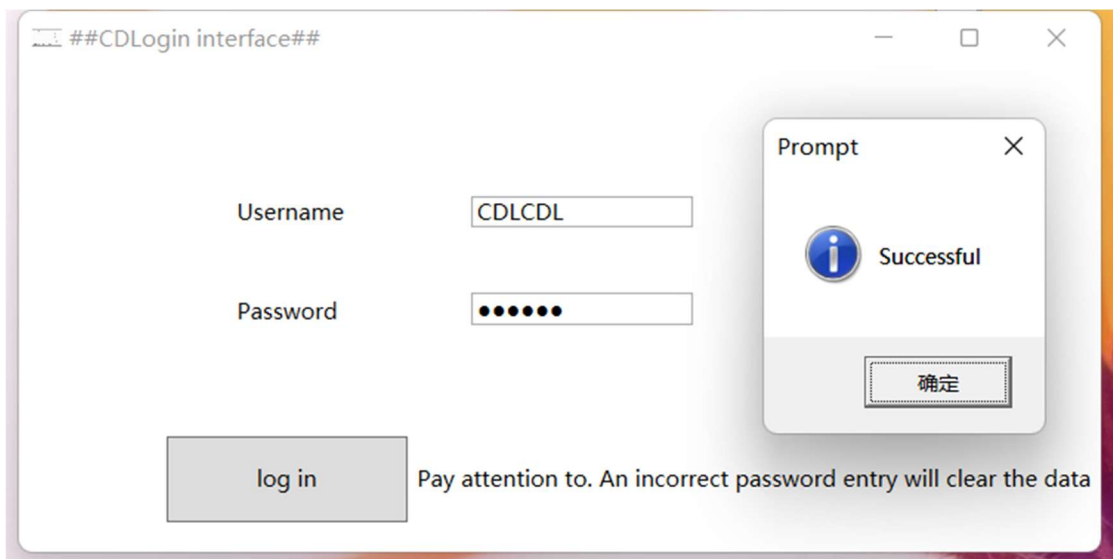 ##CDLogin interface##
Prompt
Username
CDLCDL
Successful
Password
••••••
确定
log in
Pay attention to. An incorrect password entry will clear the data